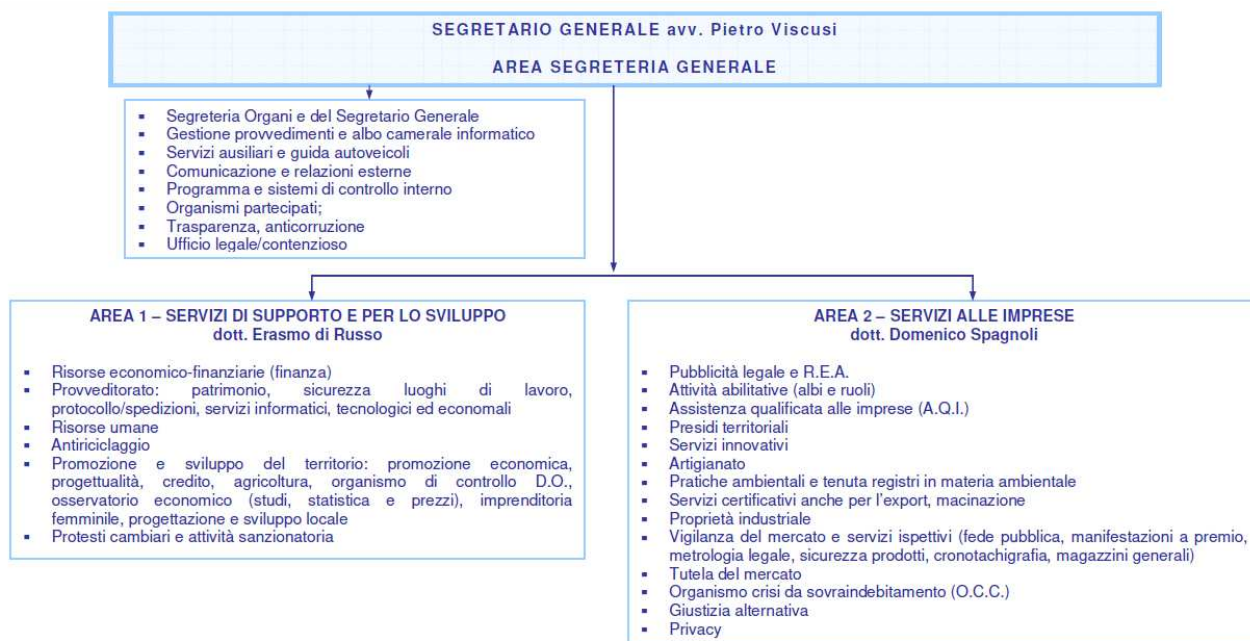 SEGRETARIO GENERALE avv. Pietro Viscusi
AREA SEGRETERIA GENERALE
▪ Segreteria Organi e del Segretario Generale
▪ Gestione provvedimenti e albo camerale informatico
▪ Servizi ausiliari e guida autoveicoli
▪ Comunicazione e relazioni esterne
▪ Programma e sistemi di controllo interno
▪ Organismi partecipati;
▪ Trasparenza, anticorruzione
▪ Ufficio legale/contenzioso
AREA 1 – SERVIZI DI SUPPORTO E PER LO SVILUPPO
dott. Erasmo di Russo
▪ Risorse economico-finanziarie (finanza)
▪ Provveditorato: patrimonio, sicurezza luoghi di lavoro,
protocollo/spedizioni, servizi informatici, tecnologici ed economali
▪ Risorse umane
▪ Antiriciclaggio
▪ Promozione e sviluppo del territorio: promozione economica,
progettualità, credito, agricoltura, organismo di controllo D.O.,
osservatorio economico (studi, statistica e prezzi), imprenditoria
femminile, progettazione e sviluppo locale
▪ Protesti cambiari e attività sanzionatoria
AREA 2 – SERVIZI ALLE IMPRESE
dott. Domenico Spagnoli
▪ Pubblicità legale e R.E.A.
▪ Attività abilitative (albi e ruoli)
▪ Assistenza qualificata alle imprese (A.Q.I.)
▪ Presidi territoriali
▪ Servizi innovativi
▪ Artigianato
▪ Pratiche ambientali e tenuta registri in materia ambientale
▪ Servizi certificativi anche per l'export, macinazione
▪ Proprietà industriale
▪ Vigilanza del mercato e servizi ispettivi (fede pubblica, manifestazioni a premio,
metrologia legale, sicurezza prodotti, cronotachigrafia, magazzini generali)
▪ Tutela del mercato
▪ Organismo crisi da sovraindebitamento (O.C.C.)
▪ Giustizia alternativa
▪ Privacy